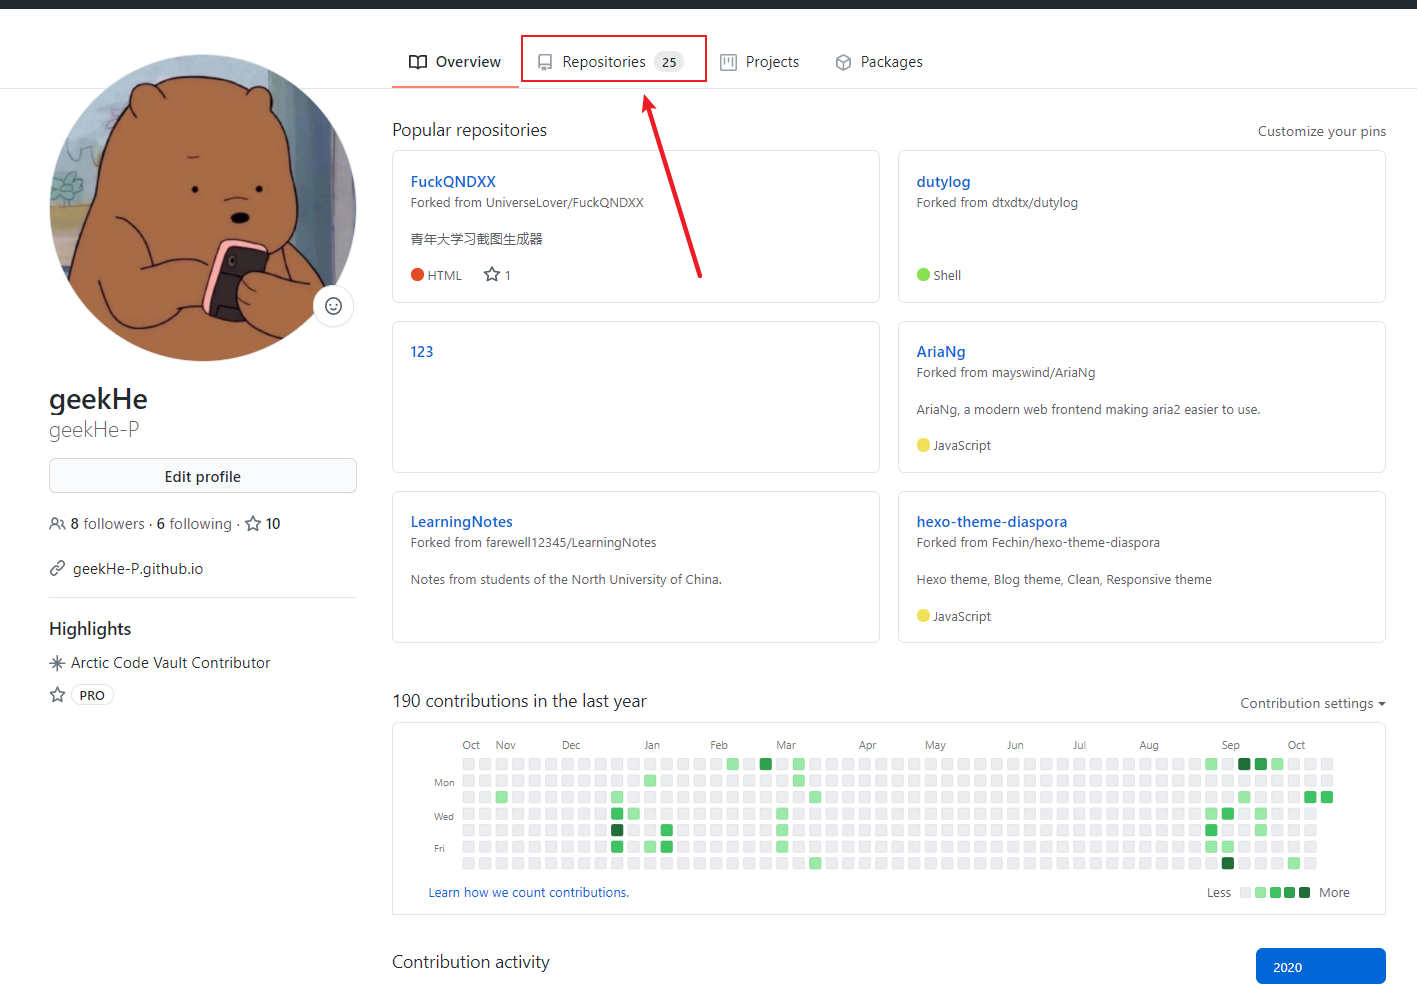 Overview Repositories 25 Projects Packages
Popular repositories
Customize your pins
FuckQNDXX
Forked from UniverseLover/FuckQNDXX
青年大学习截图生成器
HTML 1
dutylog
Forked from dtxdtx/dutylog
Shell
123
AriaNg
Forked from mayswind/AriaNg
AriaNg, a modern web frontend making aria2 easier to use.
JavaScript
LearningNotes
Forked from farewell12345/LearningNotes
Notes from students of the North University of China.
hexo-theme-diaspora
Forked from Fechin/hexo-theme-diaspora
Hexo theme, Blog theme, Clean, Responsive theme
JavaScript
geekHe
geekHe-P
Edit profile
8 followers · 6 following · 10
geekHe-P.github.io
Highlights
Arctic Code Vault Contributor
PRO
190 contributions in the last year
Contribution settings
Oct Nov Dec Jan Feb Mar Apr May Jun Jul Aug Sep Oct
Mon
Wed
Fri
Learn how we count contributions.
Less More
Contribution activity
2020